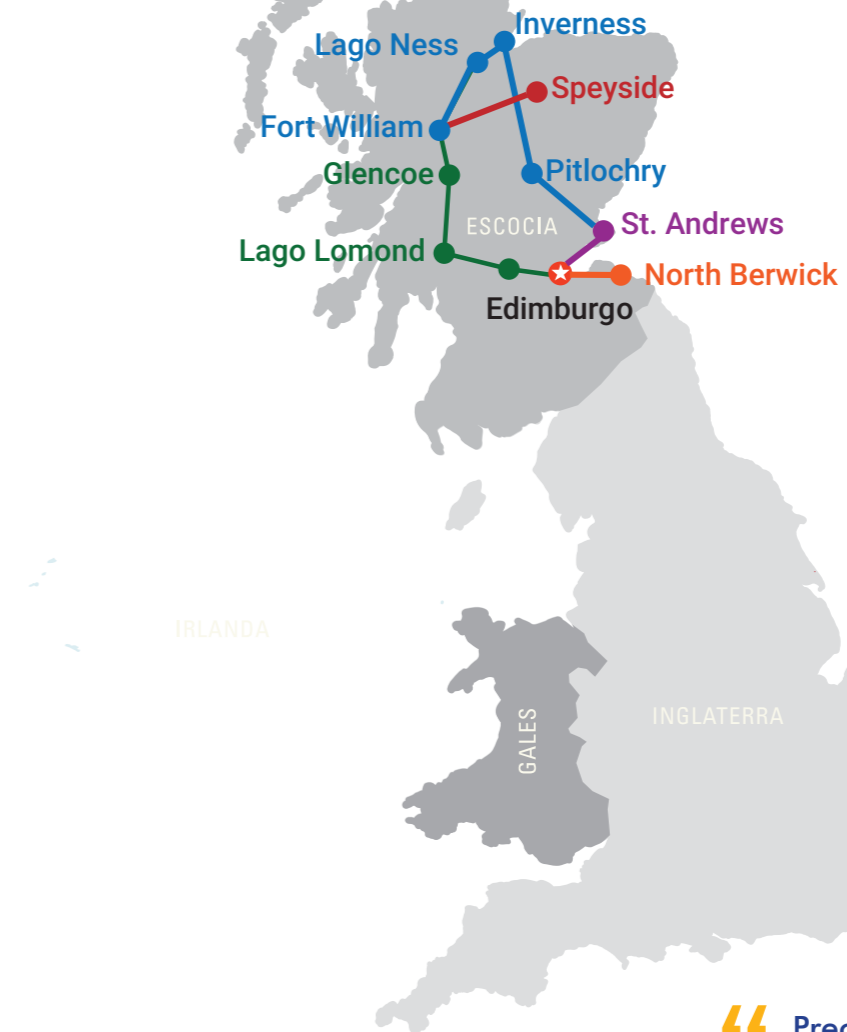 Inverness
Lago Ness
Speyside
Fort William
Glencoe
Pitlochry
ESCOCIA
St. Andrews
Lago Lomond
North Berwick
Edimburgo
IRLANDA
GALES
INGLATERRA
“